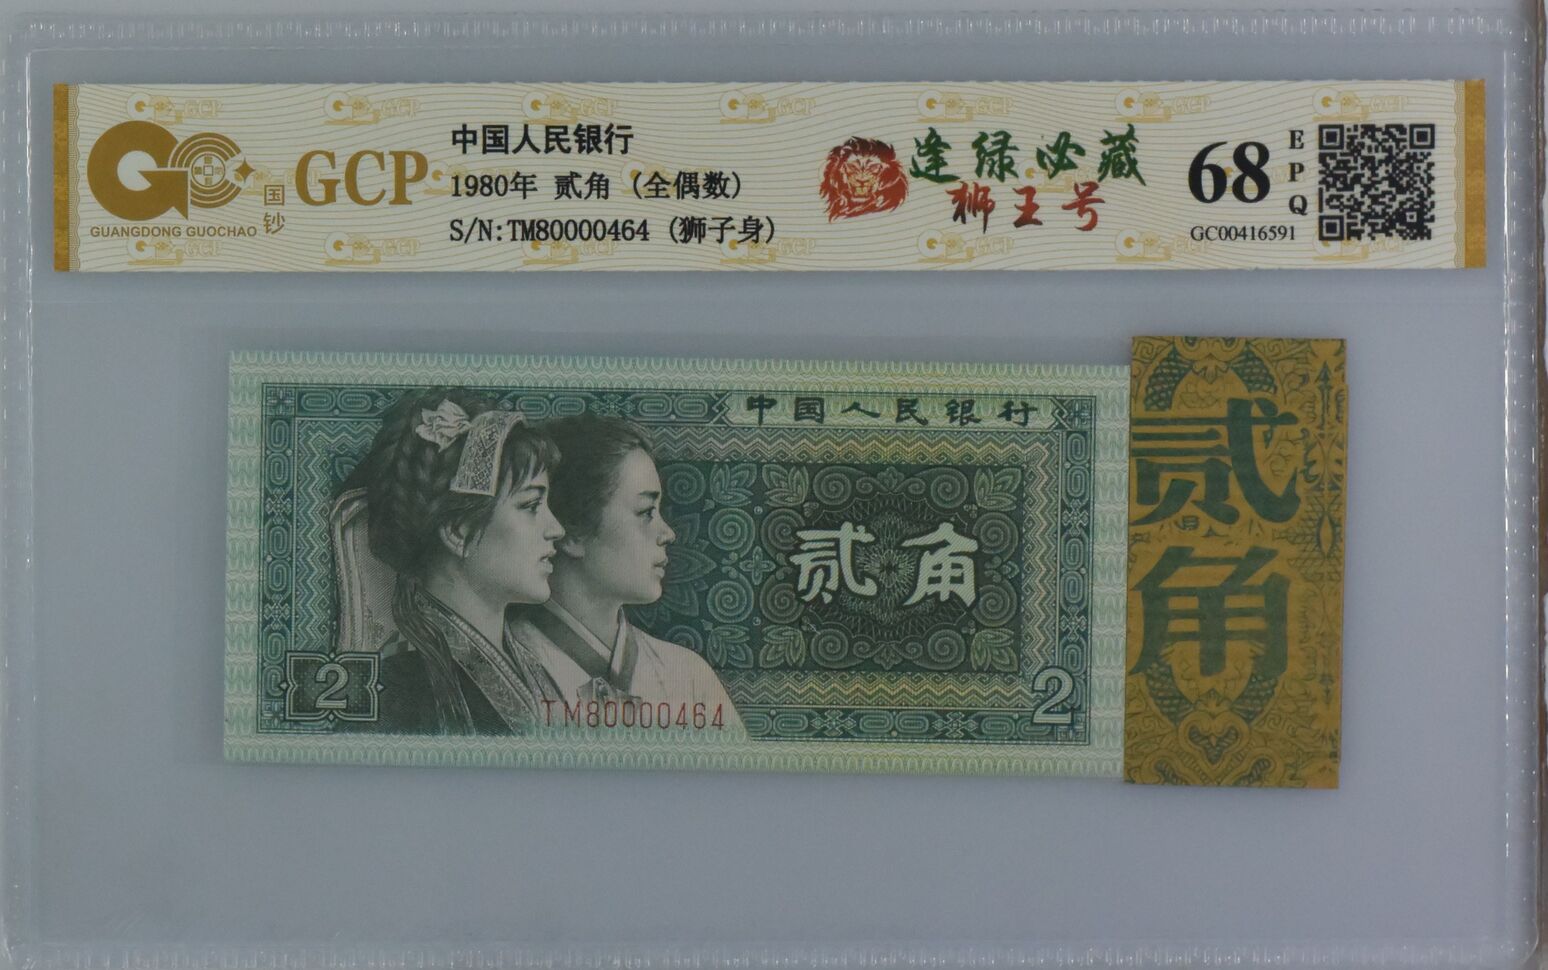 GCP
国钞
GUANGDONG GUOCHAO
中国人民银行
1980年 贰角 (全偶数)
S/N:TM80000464 (狮子身)
逢绿必藏
狮王号
68
EPQ
GC00416591
中国人民银行
贰角
2
2
TM80000464
贰角